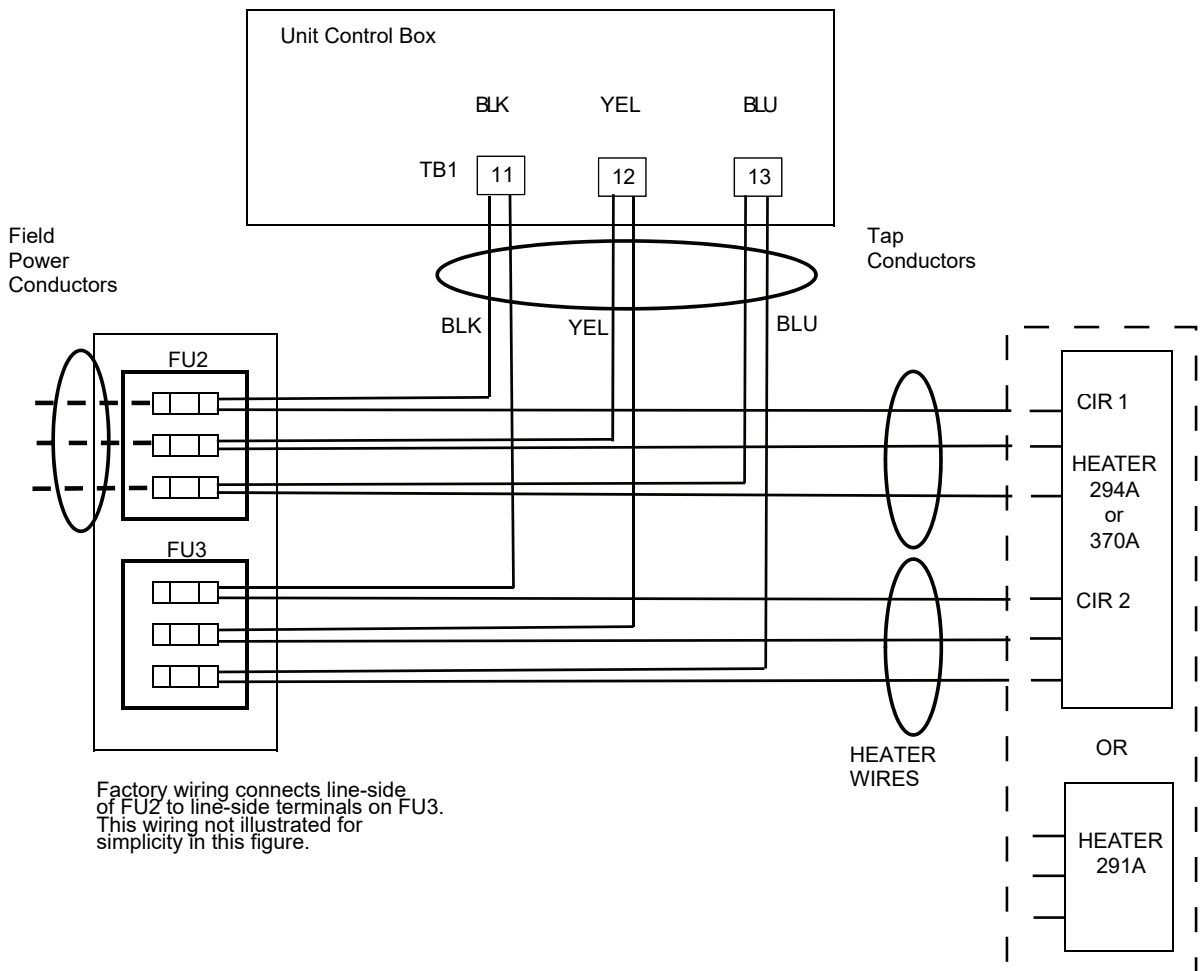 Unit Control Box
BLK YEL BLU
TB1 11 12 13
Field
Power
Conductors
Tap
Conductors
BLK YEL BLU
FU2
CIR 1
HEATER
294A
or
370A
FU3
CIR 2
HEATER
WIRES
OR
Factory wiring connects line-side
of FU2 to line-side terminals on FU3.
This wiring not illustrated for
simplicity in this figure.
HEATER
291A